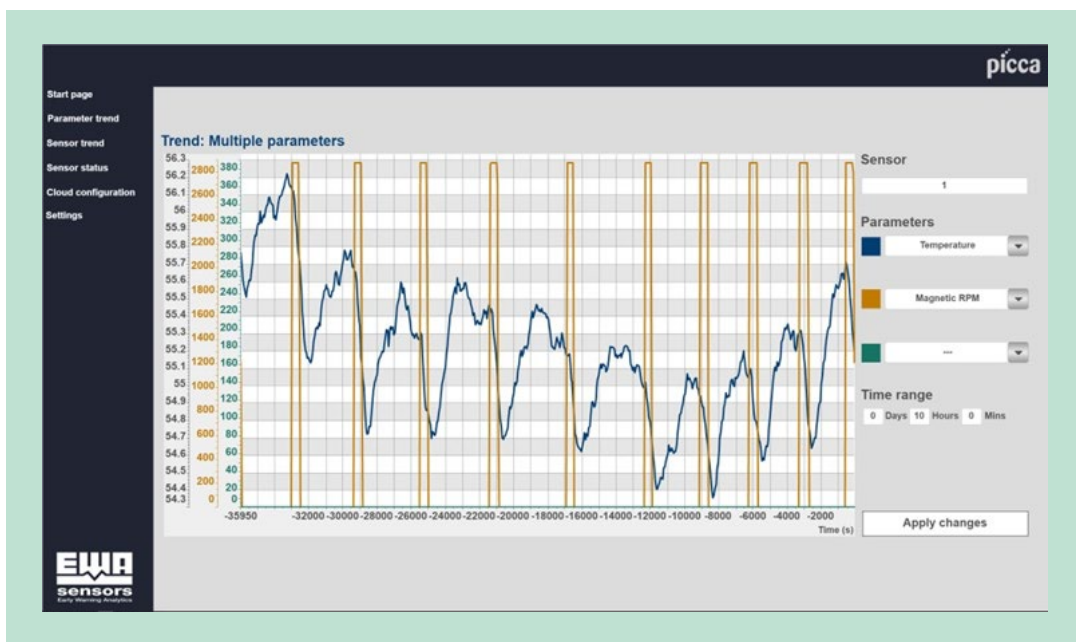 picca
Start page
Parameter trend
Sensor trend
Sensor status
Cloud configuration
Settings
Trend: Multiple parameters
56.3
56.2 2800 380
56.1 2600 360
56 2400 340
55.9 320
55.8 2200 300
55.7 2000 280
55.6 260
55.5 1800 240
55.4 1600 220
55.3 1400 200
55.2 180
55.1 1200 160
55 1000 140
54.9 120
54.8 800 100
54.7 600 80
54.6 400 60
54.5 40
54.4 200 20
54.3 0 0
-35950 -32000 -30000 -28000 -26000 -24000 -22000 -20000 -18000 -16000 -14000 -12000 -10000 -8000 -6000 -4000 -2000
Time (s)
Sensor
1
Parameters
Temperature
Magnetic RPM
---
Time range
0 Days 10 Hours 0 Mins
Apply changes
EWA
sensors
Early Warning Analytics